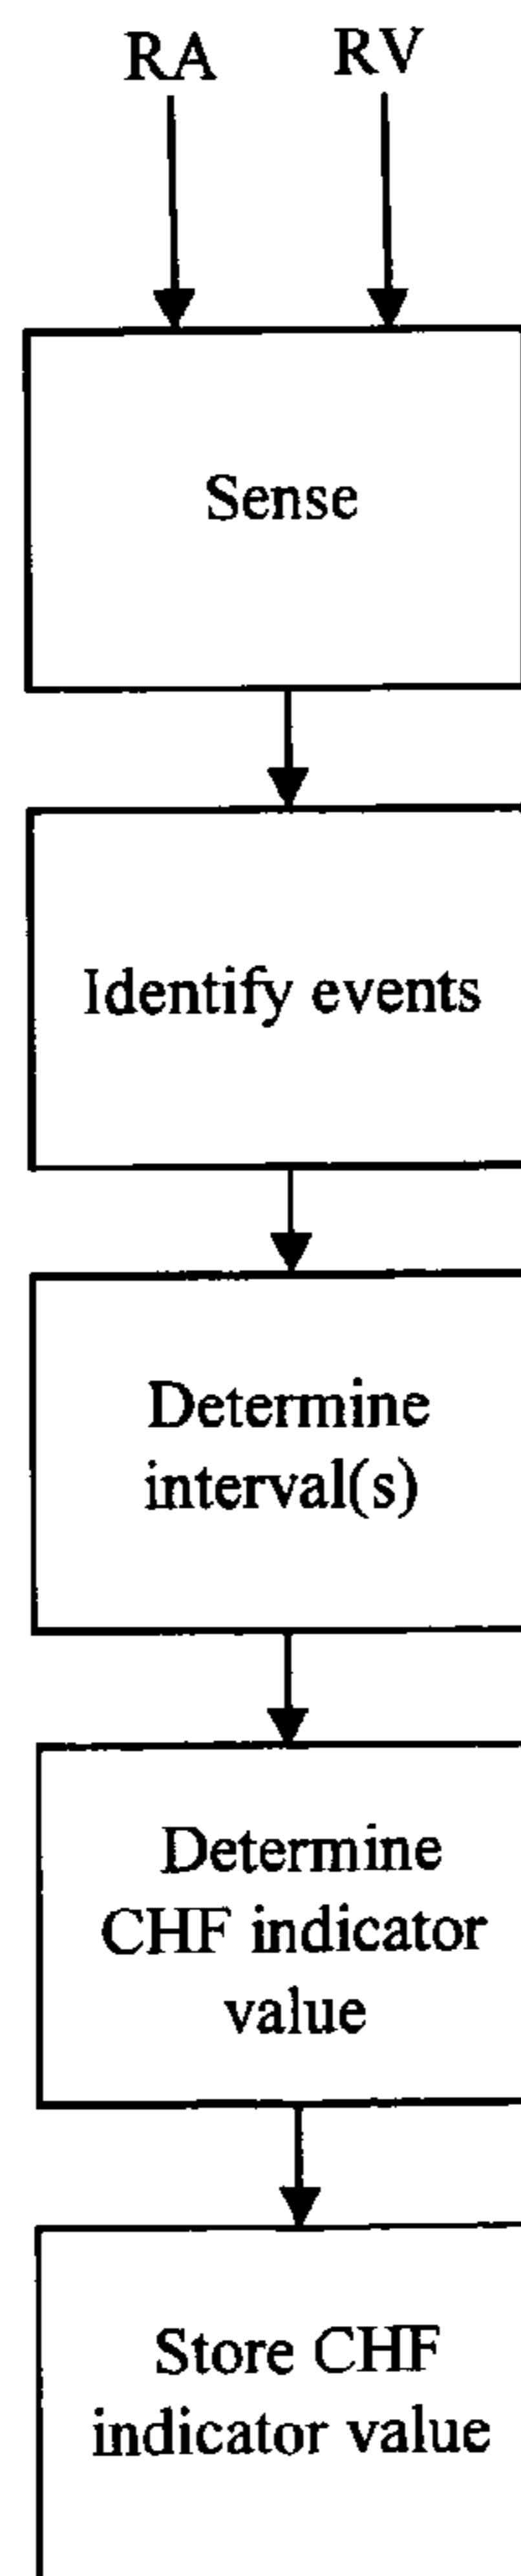 RA RV
Sense
Identify events
Determine
interval(s)
Determine
CHF indicator
value
Store CHF
indicator value